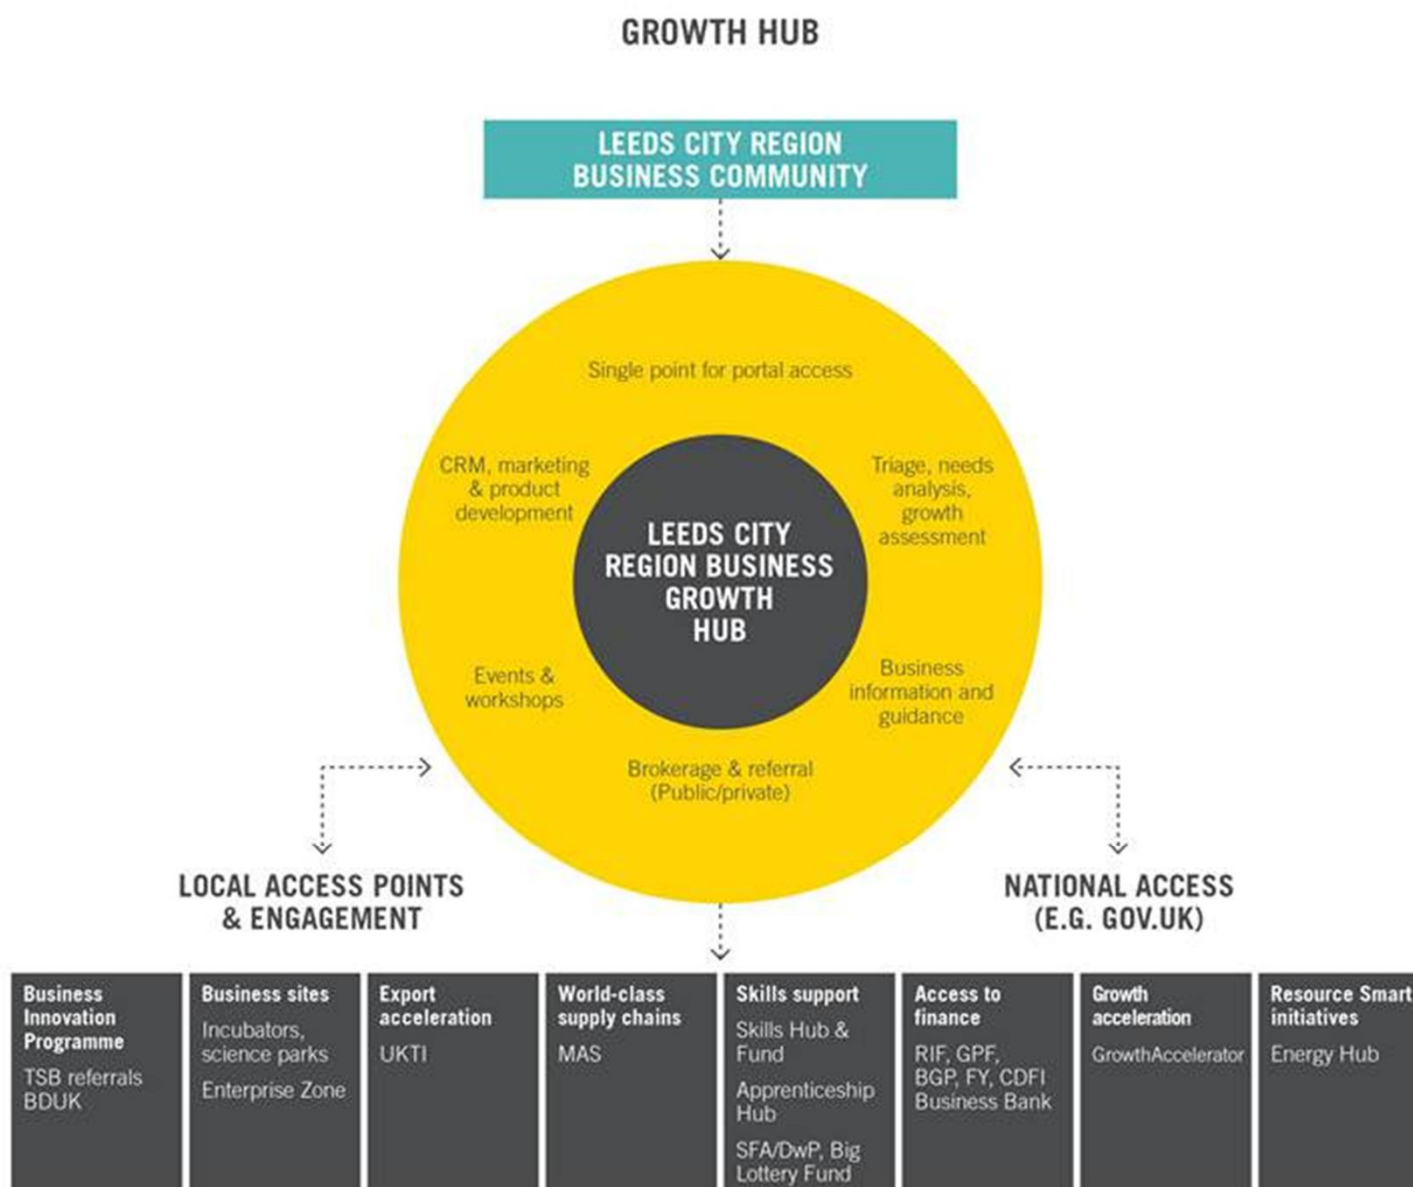 GROWTH HUB
LEEDS CITY REGION
BUSINESS COMMUNITY
Single point for portal access
CRM, marketing
& product
development
Triage, needs
analysis,
growth
assessment
LEEDS CITY
REGION BUSINESS
GROWTH
HUB
Events &
workshops
Business
information and
guidance
Brokerage & referral
(Public/private)
LOCAL ACCESS POINTS
& ENGAGEMENT
NATIONAL ACCESS
(E.G. GOV.UK)
Business
Innovation
Programme
TSB referrals
BDUK
Business sites
Incubators,
science parks
Enterprise Zone
Export
acceleration
UKTI
World-class
supply chains
MAS
Skills support
Skills Hub &
Fund
Apprenticeship
Hub
SFA/DwP, Big
Lottery Fund
Access to
finance
RIF, GPF,
BGP, FY, CDFI
Business Bank
Growth
acceleration
GrowthAccelerator
Resource Smart
initiatives
Energy Hub